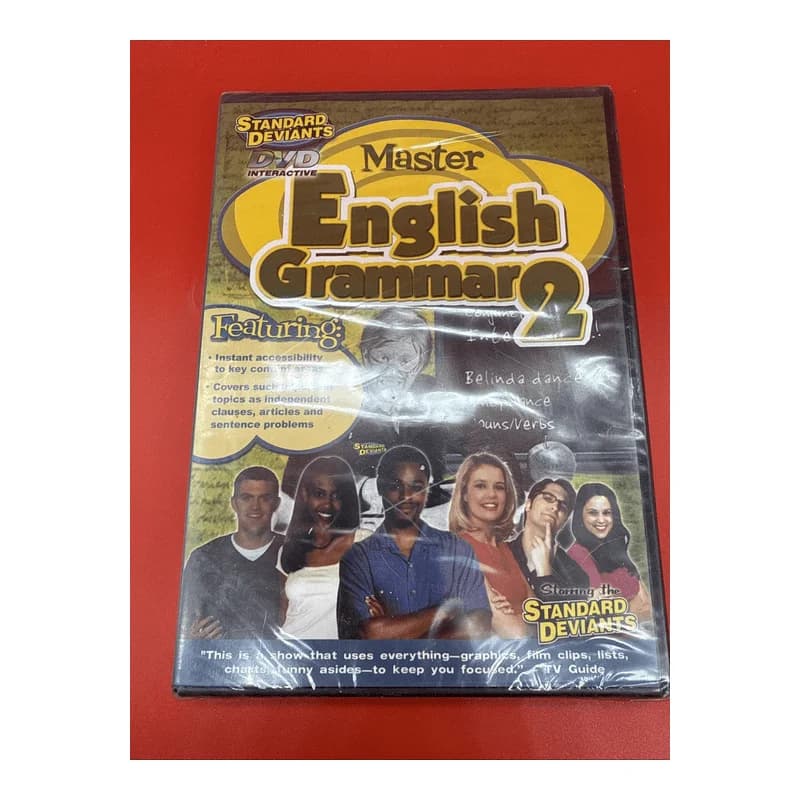 STANDARD
DEVIANTS
DVD
INTERACTIVE
Master
English
Grammar 2
Featuring:
• Instant accessibility
to key content areas
• Covers such
topics as independent
clauses, articles and
sentence problems
Belinda dance
ouns/Verbs
STANDARD
DEVIANTS
Starring the
STANDARD
DEVIANTS
"This is a show that uses everything—graphics, film clips, lists,
charts, funny asides—to keep you focused." - TV Guide